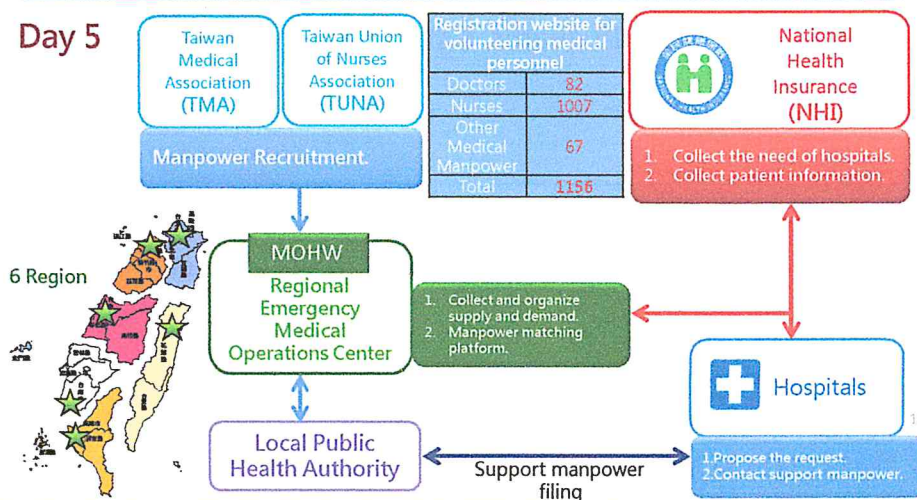 Day 5
Taiwan
Medical
Association
(TMA)
Taiwan Union
of Nurses
Association
(TUNA)
Manpower Recruitment.
Registration website for
volunteering medical
personnel
Doctors 82
Nurses 1007
Other
Medical
Manpower
67
Total 1156
National
Health
Insurance
(NHI)
1. Collect the need of hospitals.
2. Collect patient information.
6 Region
MOHW
Regional
Emergency
Medical
Operations Center
1. Collect and organize
supply and demand.
2. Manpower matching
platform.
Hospitals
1.Propose the request.
2.Contact support manpower.
Local Public
Health Authority
Support manpower
filing